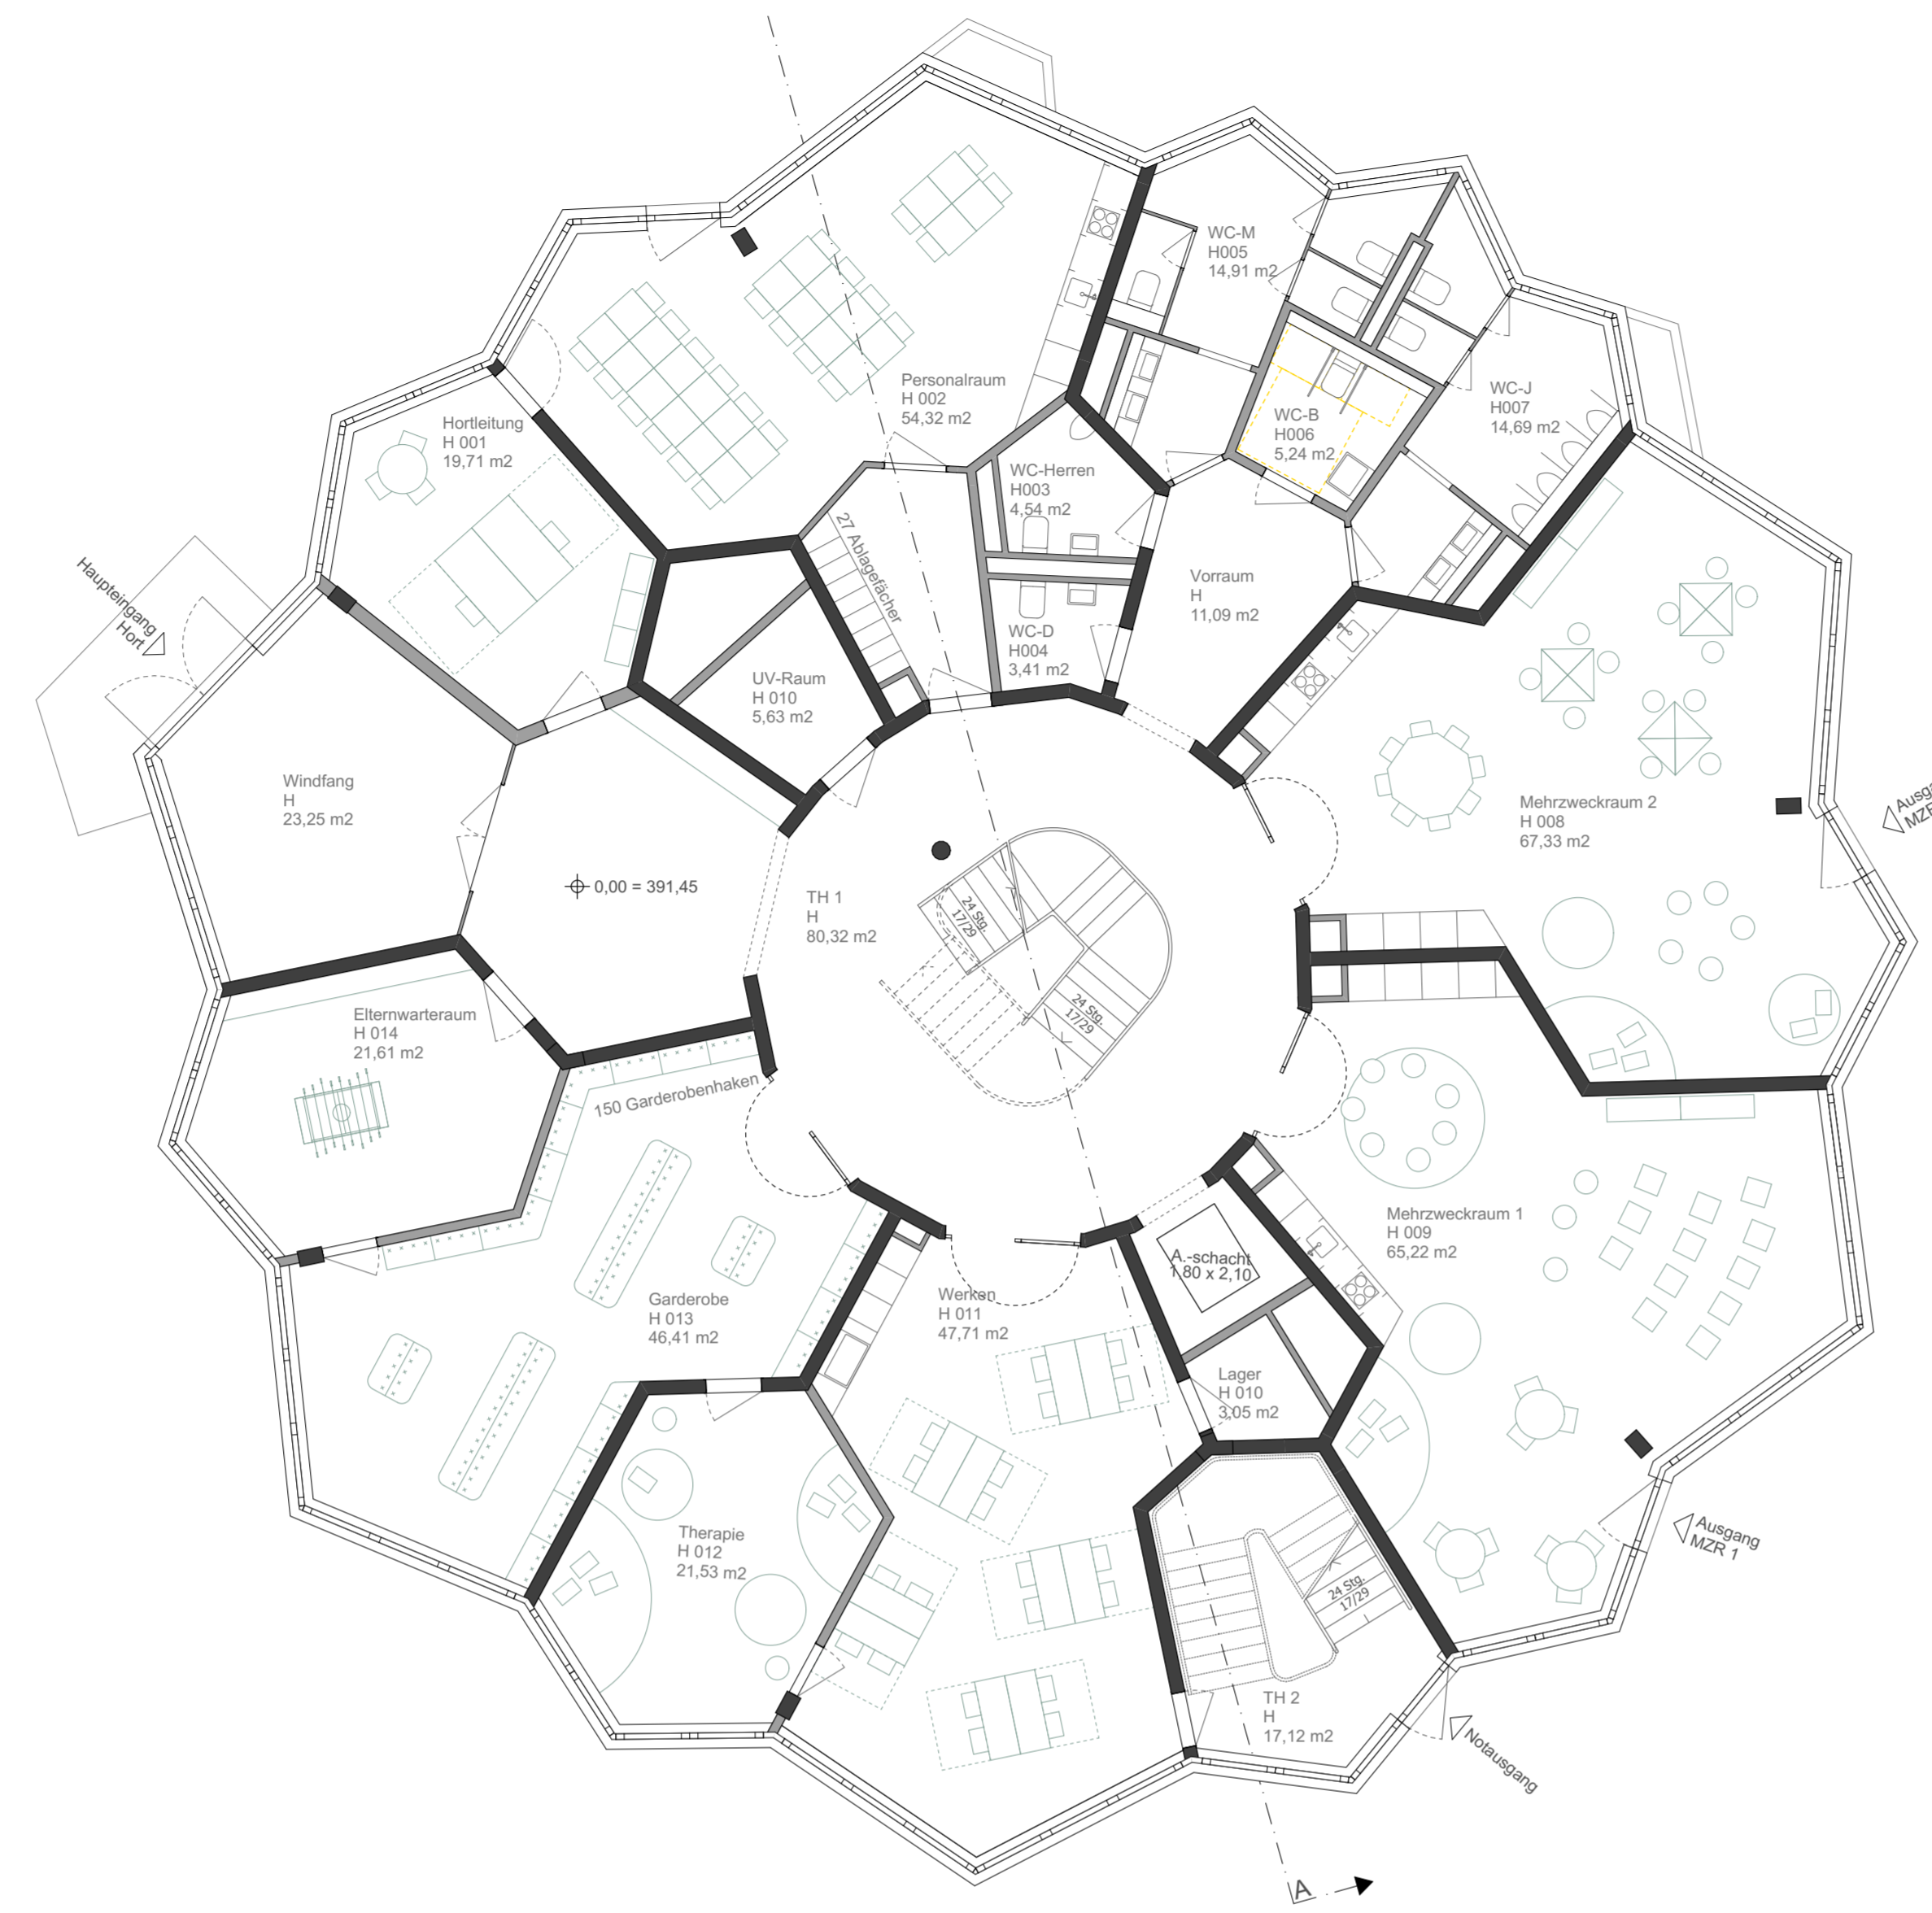 WC-M
H005
14,91 m2
Personalraum
H 002
54,32 m2
WC-J
H007
14,69 m2
WC-B
H006
5,24 m2
Hortleitung
H 001
19,71 m2
WC-Herren
H003
4,54 m2
27 Ablagefächer
Haupteingang
Hort
Vorraum
H
11,09 m2
WC-D
H004
3,41 m2
UV-Raum
H 010
5,63 m2
Windfang
H
23,25 m2
Mehrzweckraum 2
H 008
67,33 m2
0,00 = 391,45
TH 1
H
80,32 m2
24 Stg.
17/29
24 Stg.
17/29
Elternwarteraum
H 014
21,61 m2
150 Garderobenhaken
Mehrzweckraum 1
H 009
65,22 m2
A.-schacht
1,80 x 2,10
Garderobe
H 013
46,41 m2
Werken
H 011
47,71 m2
Lager
H 010
3,05 m2
Therapie
H 012
21,53 m2
Ausgang
MZR 1
24 Stg.
17/29
TH 2
H
17,12 m2
Notausgang
A